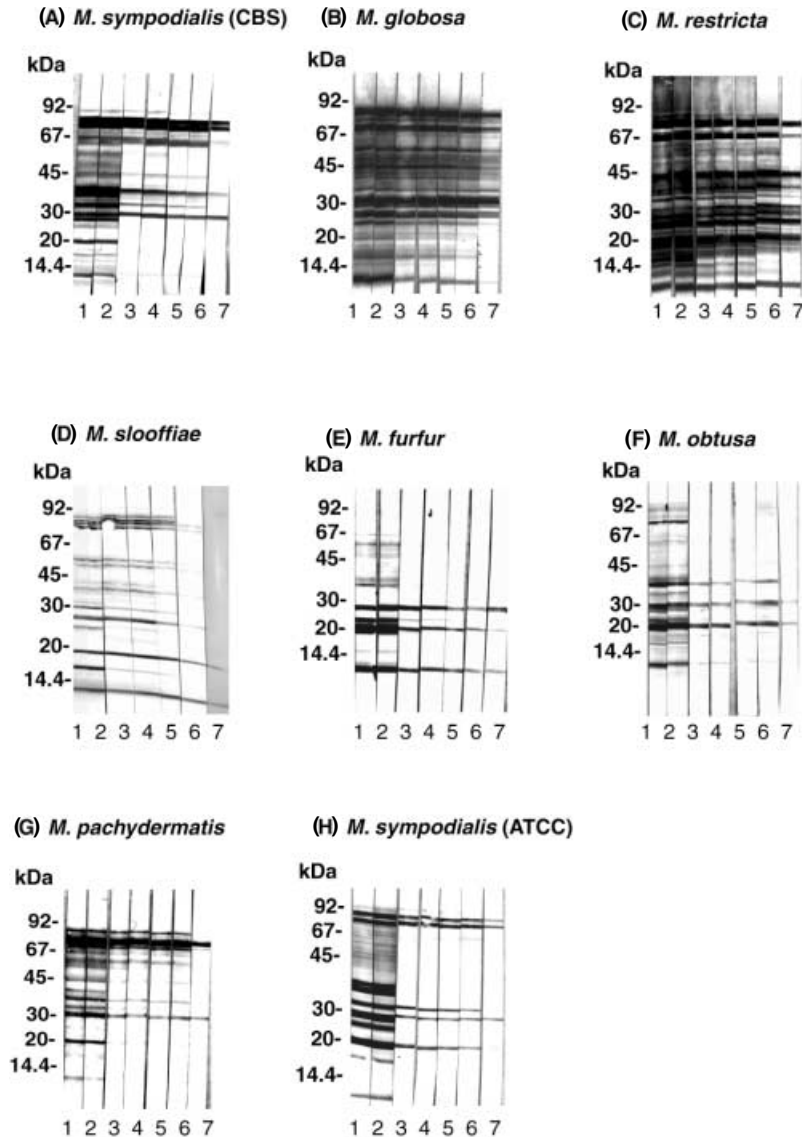 (A) M. sympodialis (CBS)
kDa
92-
67-
45-
30-
20-
14.4-
1 2 3 4 5 6 7
(B) M. globosa
kDa
92-
67-
45-
30-
20-
14.4-
1 2 3 4 5 6 7
(C) M. restricta
kDa
92-
67-
45-
30-
20-
14.4-
1 2 3 4 5 6 7
(D) M. slooffiae
kDa
92-
67-
45-
30-
20-
14.4-
1 2 3 4 5 6 7
(E) M. furfur
kDa
92-
67-
45-
30-
20-
14.4-
1 2 3 4 5 6 7
(F) M. obtusa
kDa
92-
67-
45-
30-
20-
14.4-
1 2 3 4 5 6 7
(G) M. pachydermatis
kDa
92-
67-
45-
30-
20-
14.4-
1 2 3 4 5 6 7
(H) M. sympodialis (ATCC)
kDa
92-
67-
45-
30-
20-
14.4-
1 2 3 4 5 6 7